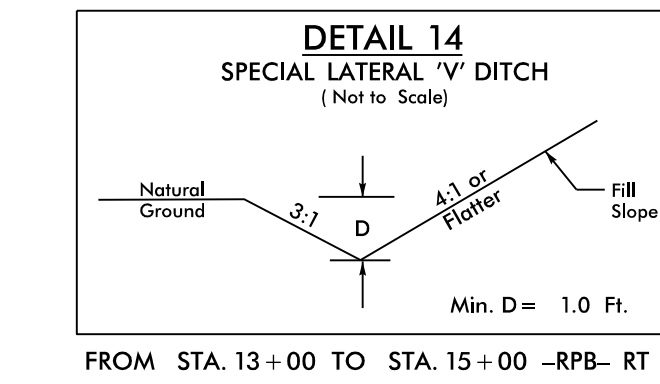 DETAIL 14
SPECIAL LATERAL 'V' DITCH
( Not to Scale)
Natural
Ground
3:1
D
4:1 or
Flatter
Fill
Slope
Min. D = 1.0 Ft.
FROM STA. 13+00 TO STA. 15+00 -RPB- RT